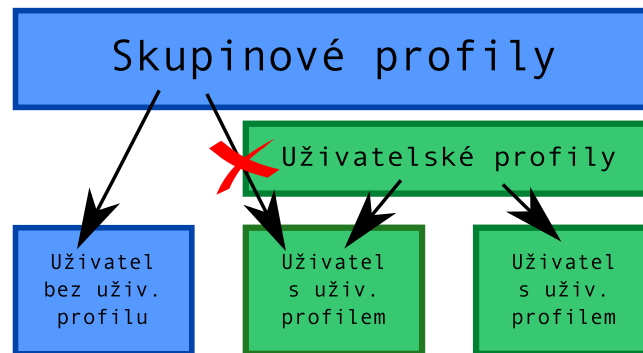 Skupinové profily
Uživatelské profily
Uživatel
bez uživ.
profilu
Uživatel
s uživ.
profilem
Uživatel
s uživ.
profilem